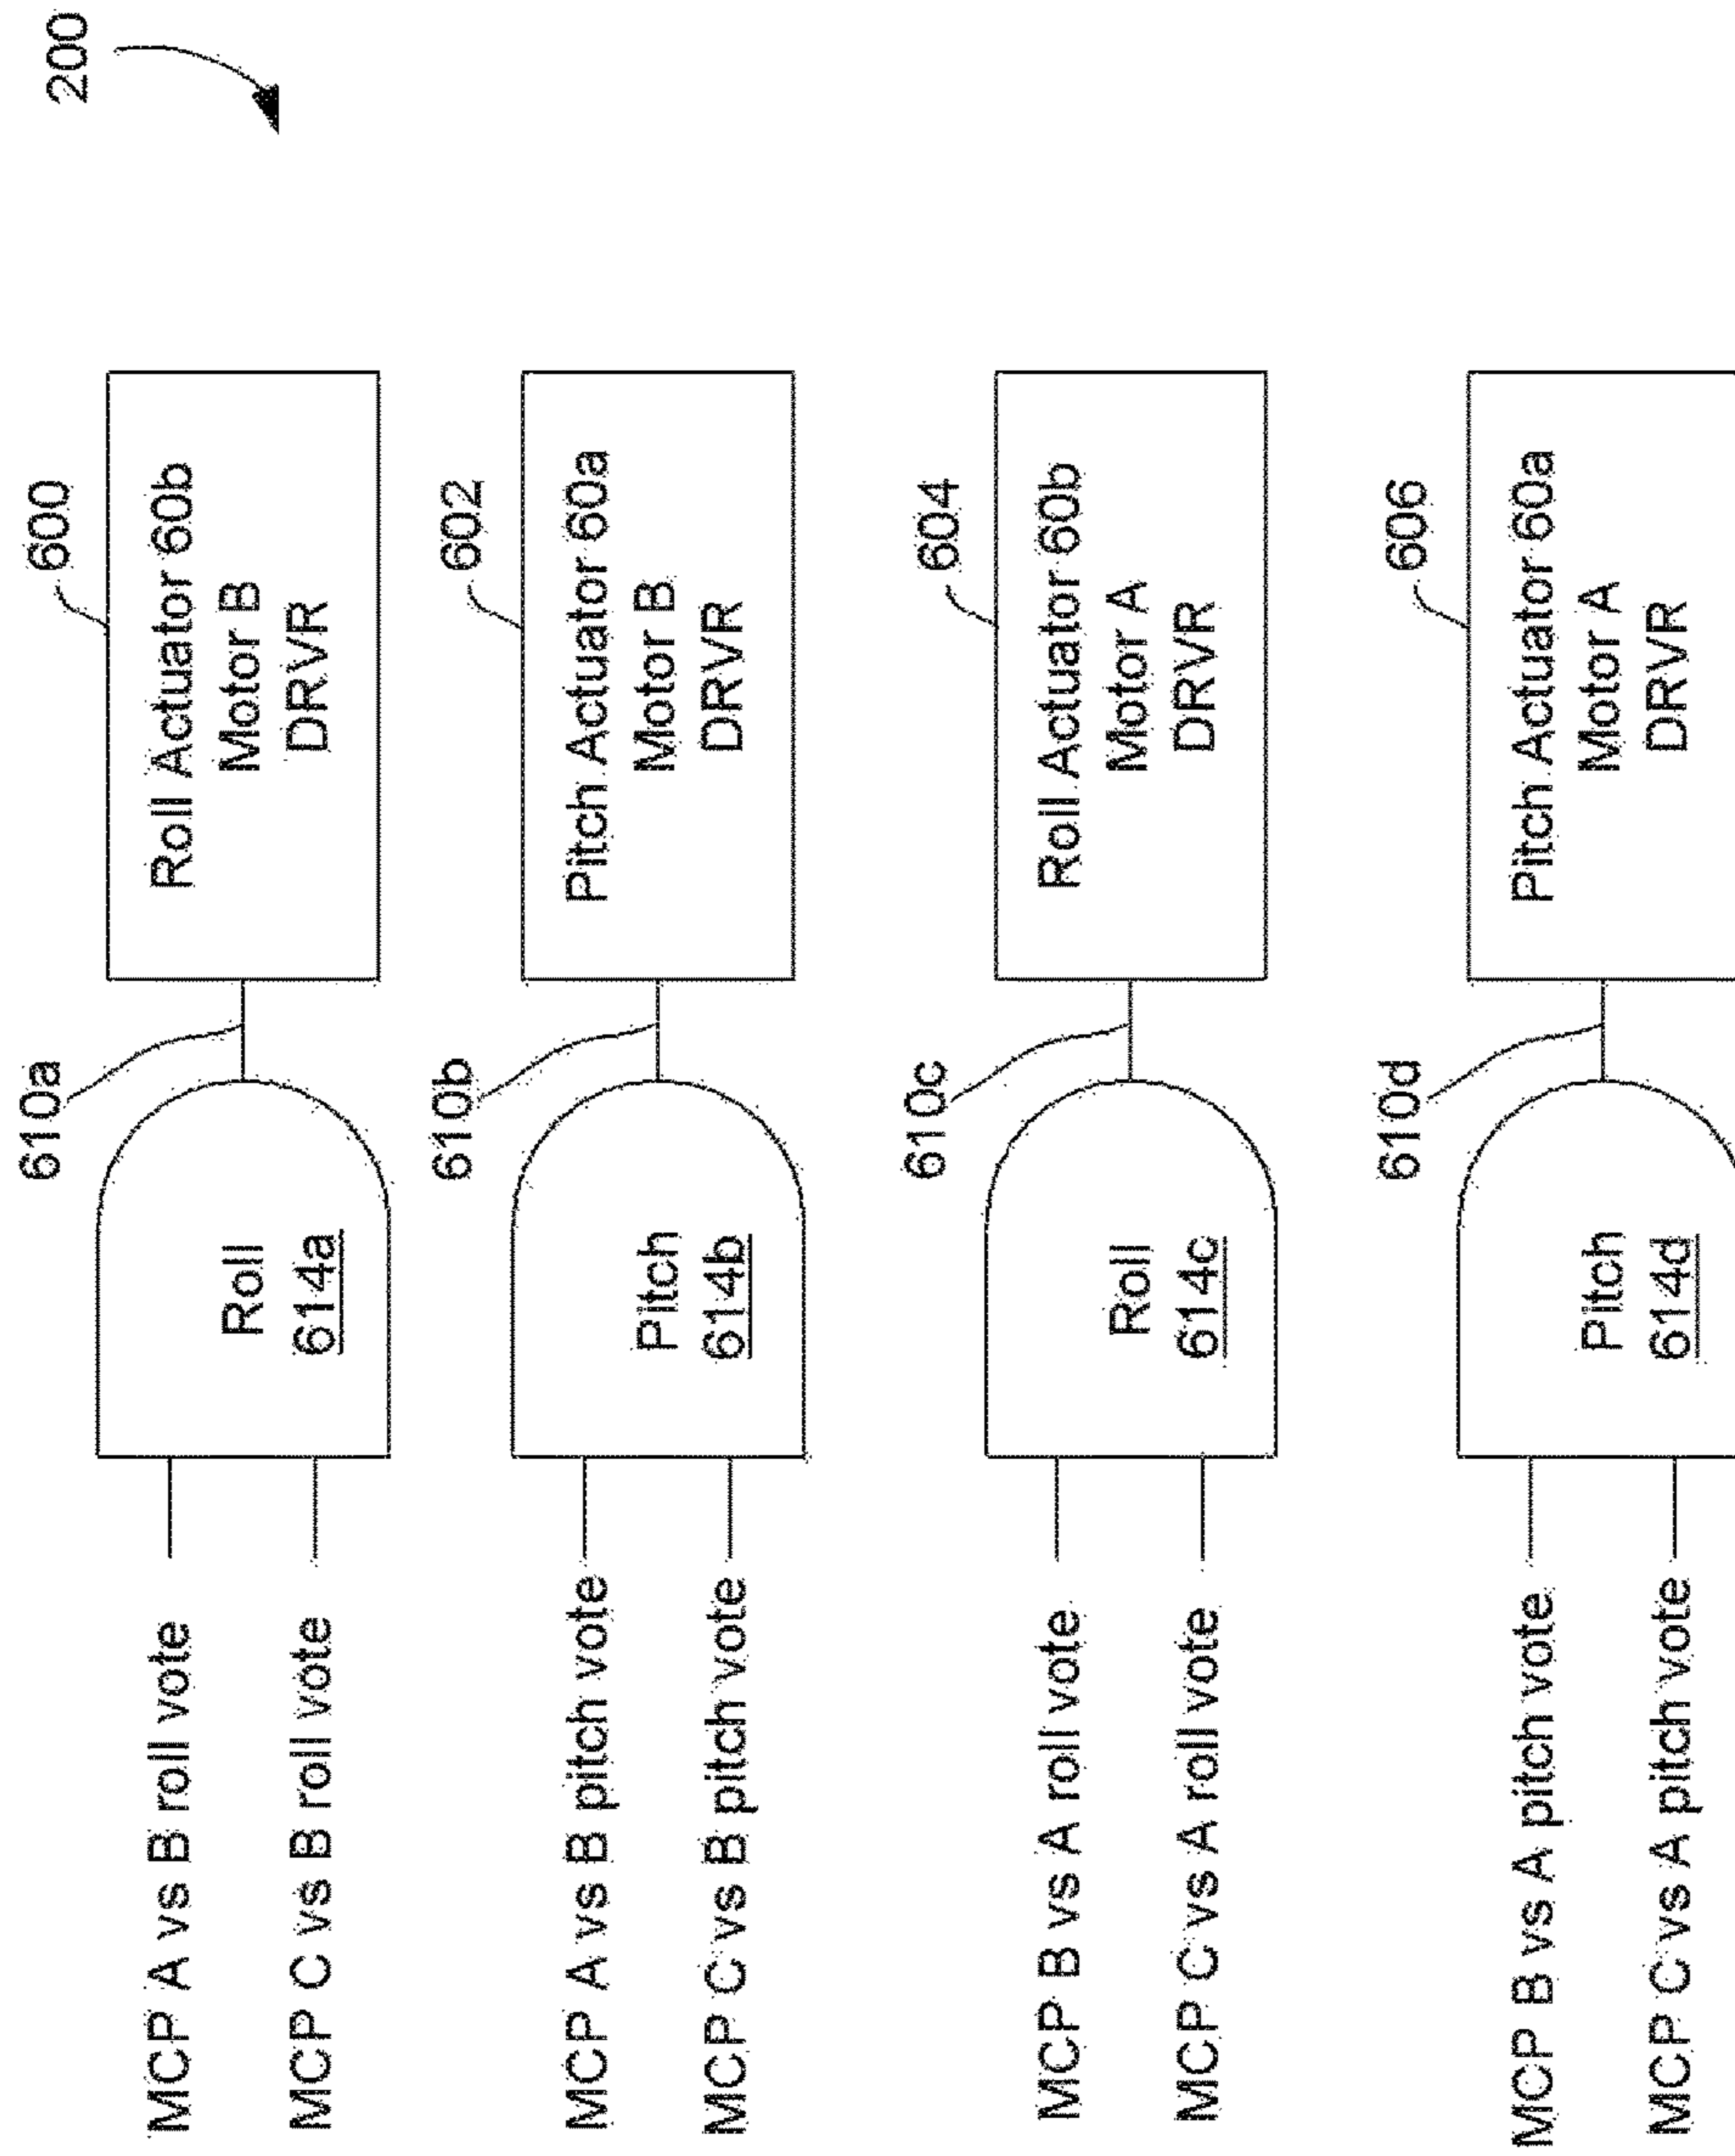 200
600
610a
MCP A vs B roll vote
MCP C vs B roll vote
Roll
614a
Roll Actuator 60b
Motor B
DRVR
602
610b
MCP A vs B pitch vote
MCP C vs B pitch vote
Pitch
614b
Pitch Actuator 60a
Motor B
DRVR
604
610c
MCP B vs A roll vote
MCP C vs A roll vote
Roll
614c
Roll Actuator 60b
Motor A
DRVR
606
610d
MCP B vs A pitch vote
MCP C vs A pitch vote
Pitch
614d
Pitch Actuator 60a
Motor A
DRVR